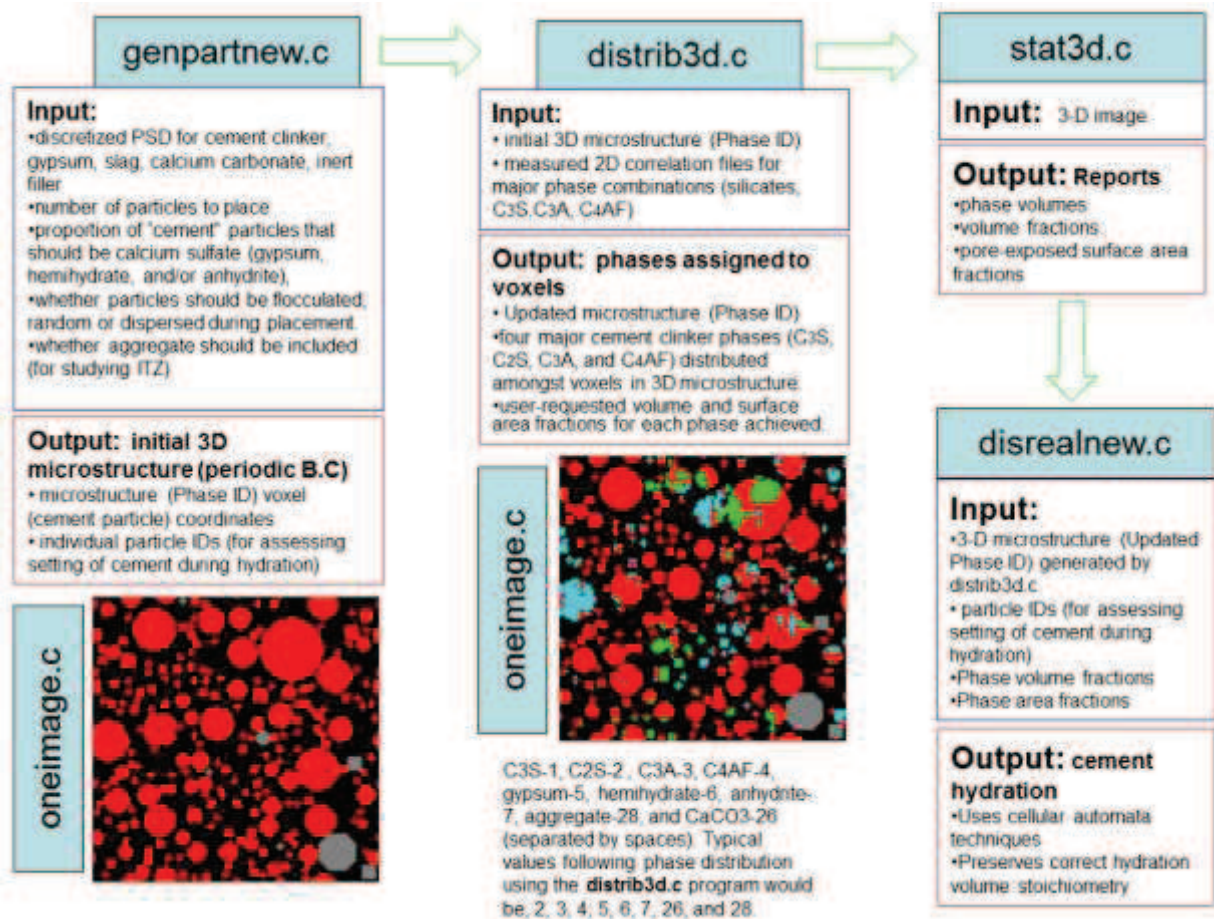 genpartnew.c
Input:
•discretized PSD for cement clinker,
gypsum, slag, calcium carbonate, inert
filler
•number of particles to place
•proportion of "cement" particles that
should be calcium sulfate (gypsum,
hemihydrate, and/or anhydrite),
•whether particles should be flocculated,
random or dispersed during placement.
•whether aggregate should be included
(for studying ITZ)
Output: initial 3D
microstructure (periodic B.C)
• microstructure (Phase ID) voxel
(cement particle) coordinates
• individual particle IDs (for assessing
setting of cement during hydration)
oneimage.c
distrib3d.c
Input:
• initial 3D microstructure (Phase ID)
• measured 2D correlation files for
major phase combinations (silicates,
C3S.C3A, C4AF)
Output: phases assigned to
voxels
• Updated microstructure (Phase ID)
•four major cement clinker phases (C3S,
C2S, C3A, and C4AF) distributed
amongst voxels in 3D microstructure.
•user-requested volume and surface
area fractions for each phase achieved.
oneimage.c
C3S-1, C2S-2, C3A-3, C4AF-4,
gypsum-5, hemihydrate-6, anhydrite-
7, aggregate-28, and CaCO3-26
(separated by spaces). Typical
values following phase distribution
using the distrib3d.c program would
be, 2, 3, 4, 5, 6, 7, 26, and 28.
stat3d.c
Input: 3-D image
Output: Reports
•phase volumes
•volume fractions
•pore-exposed surface area
fractions
disrealnew.c
Input:
•3-D microstructure (Updated
Phase ID) generated by
distrib3d.c
• particle IDs (for assessing
setting of cement during
hydration)
•Phase volume fractions
•Phase area fractions
Output: cement
hydration
•Uses cellular automata
techniques
•Preserves correct hydration
volume stoichiometry